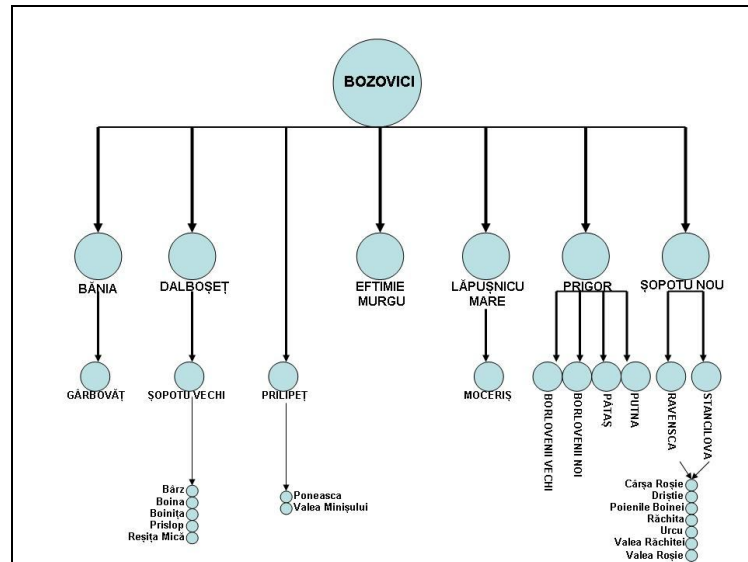 BOZOVICI
BĂNIA
DALBOȘEȚ
EFTIMIE
MURGU
LĂPUȘNICU
MARE
PRIGOR
ȘOPOTU NOU
GÂRBOVĂȚ
ȘOPOTU VECHI
PRILIPEȚ
MOCERIȘ
BORLOVENII VECHI
BORLOVENII NOI
PĂTAȘ
PUTNA
RAVENSCA
STANCILOVA
Bârz
Boina
Boinița
Prislop
Reșița Mică
Poneasca
Valea Minișului
Cârșa Roșie
Driștie
Poienile Boinei
Răchita
Urcu
Valea Răchitei
Valea Roșie